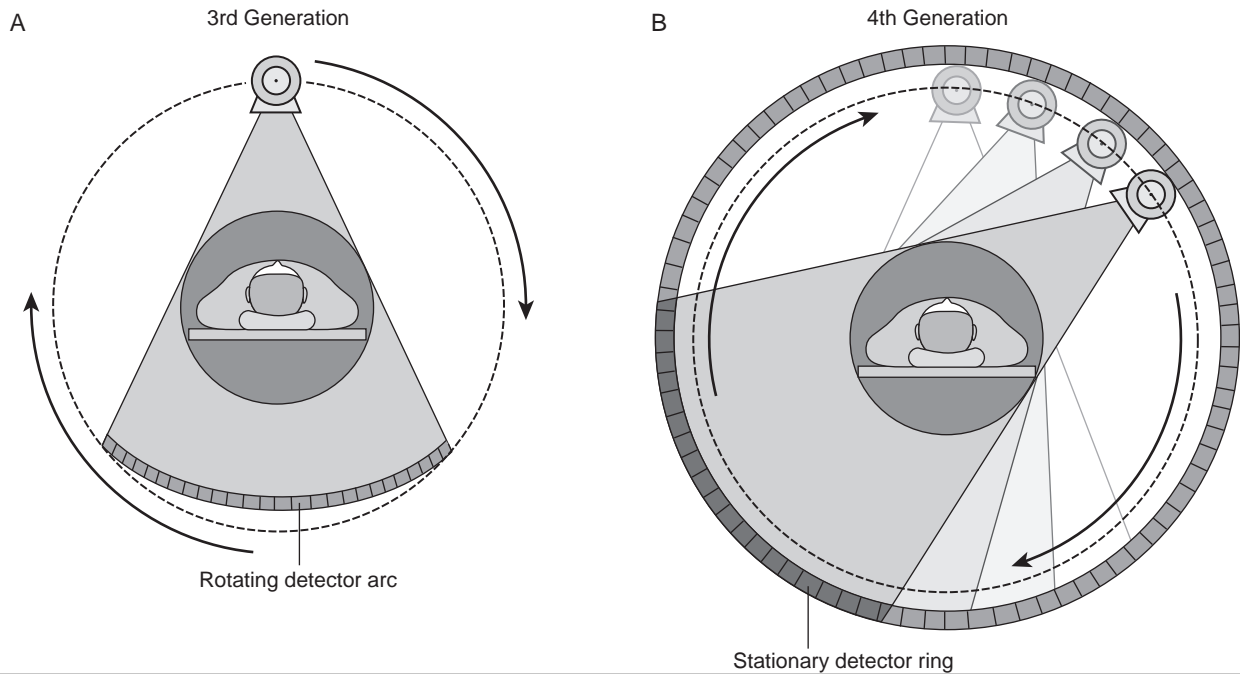 A
3rd Generation
Rotating detector arc
B
4th Generation
Stationary detector ring